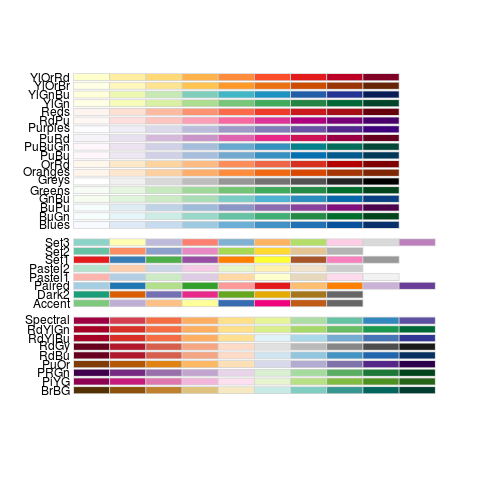 YlOrRd
YlOrBr
YlGnBu
YlGn
Reds
RdPu
Purples
PuRd
PuBuGn
PuBu
OrRd
Oranges
Greys
Greens
GnBu
BuPu
BuGn
Blues
Set3
Set2
Set1
Pastel2
Pastel1
Paired
Dark2
Accent
Spectral
RdYlGn
RdYlBu
RdGy
RdBu
PuOr
PRGn
PiYG
BrBG